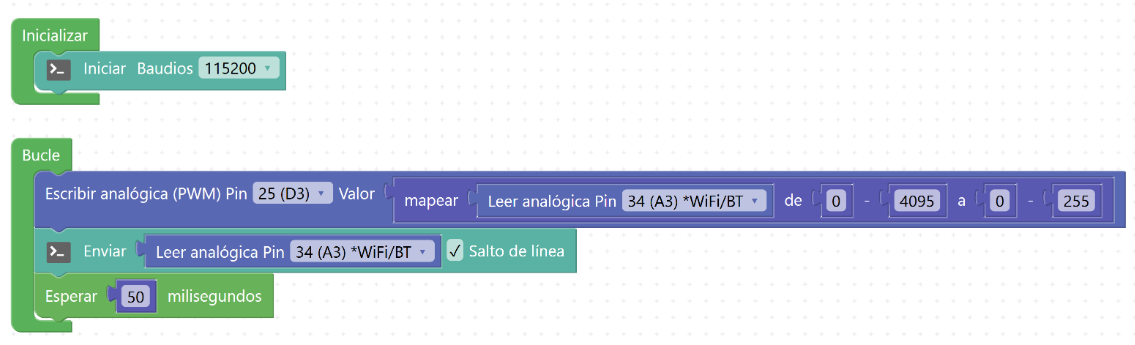 Inicializar
>_ Iniciar Baudios 115200
Bucle
Escribir analógica (PWM) Pin 25 (D3) Valor mapear Leer analógica Pin 34 (A3) *WiFi/BT de 0 - 4095 a 0 - 255
>_ Enviar Leer analógica Pin 34 (A3) *WiFi/BT ✓ Salto de línea
Esperar 50 milisegundos